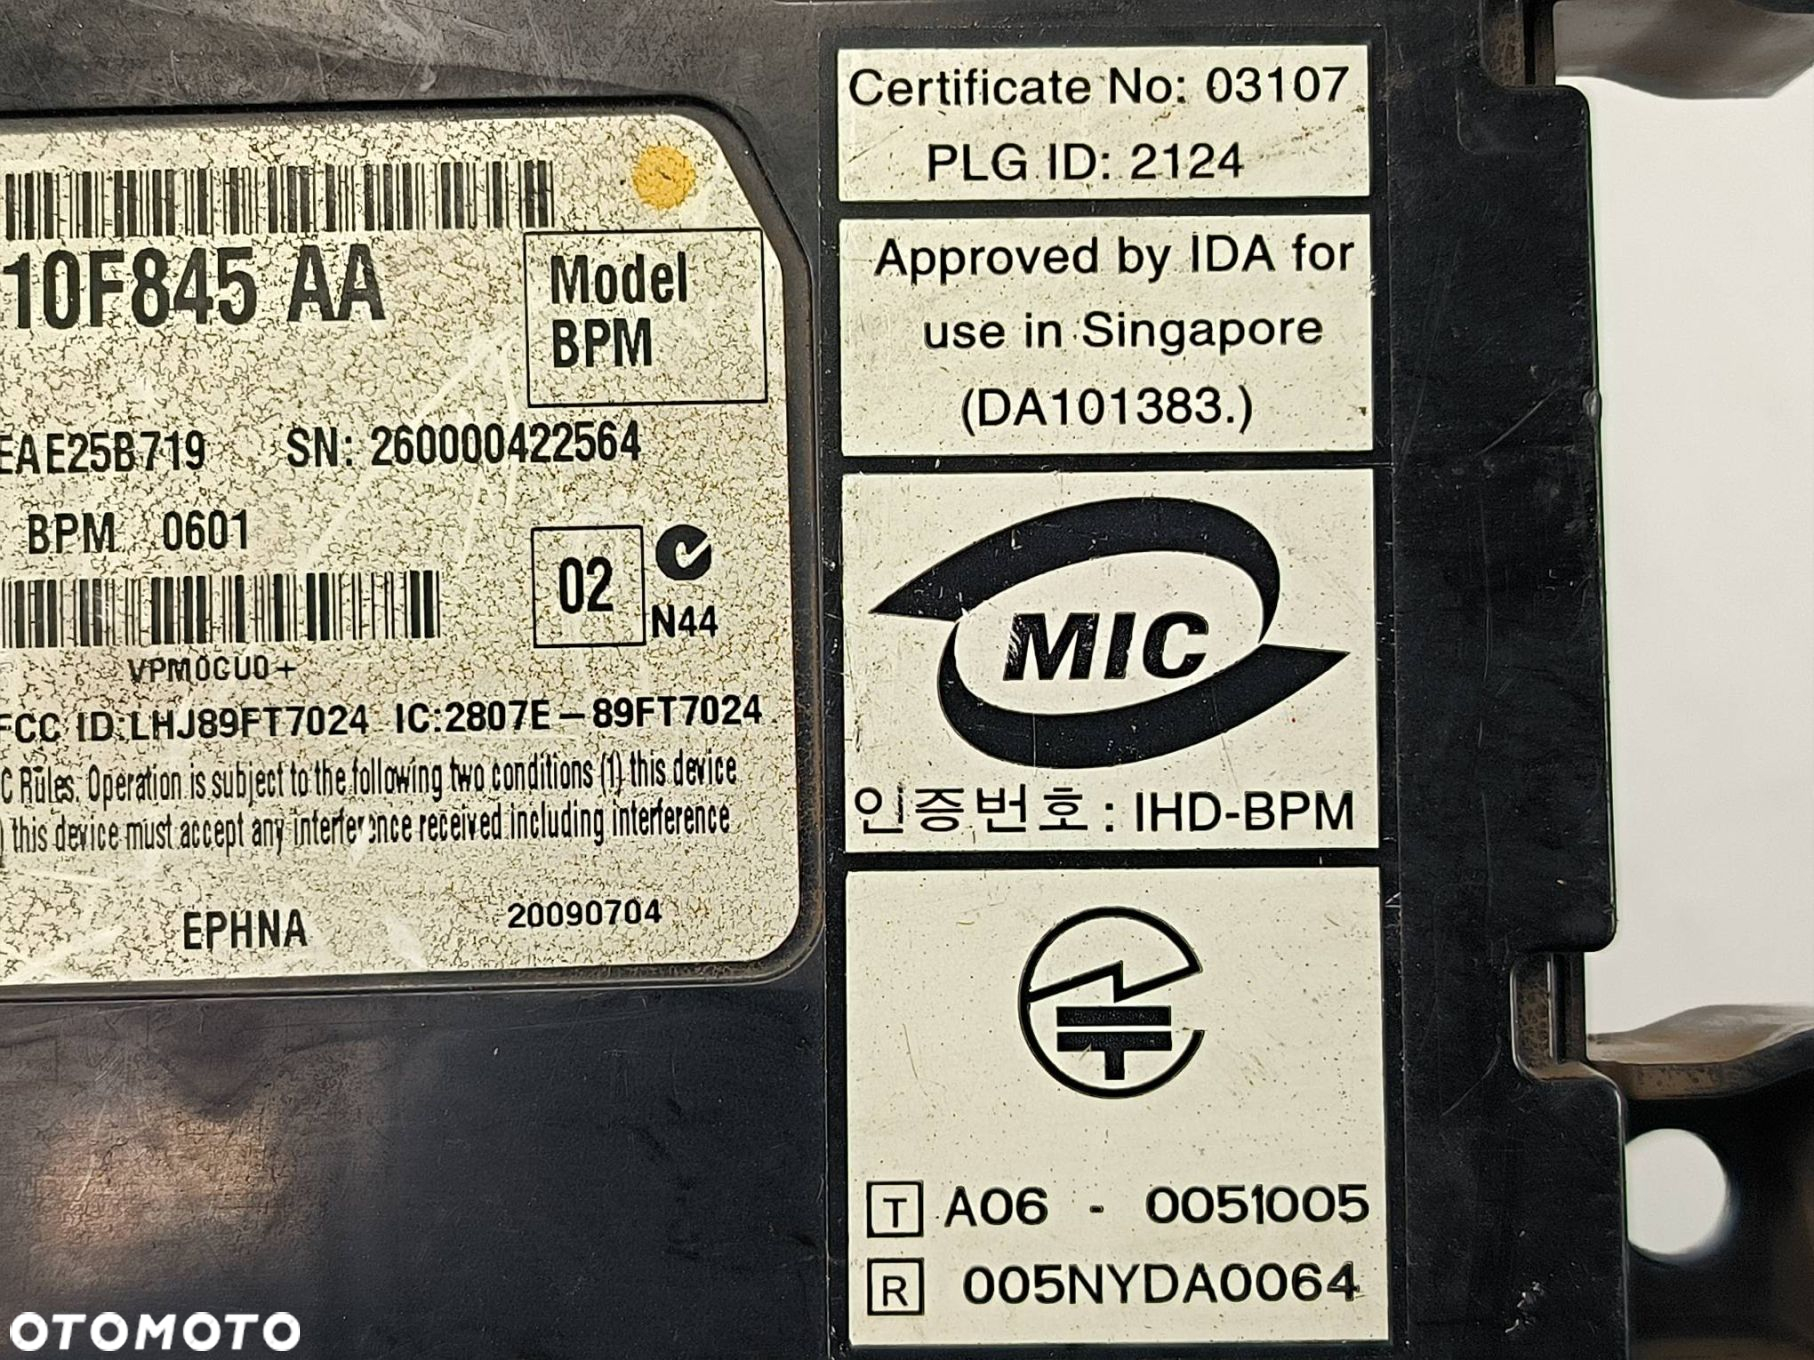 10F845 AA
Model
BPM
EAE25B719 SN: 260000422564
BPM 0601
02
N44
VPM0GU0+
FCC ID:LHJ89FT7024 IC:2807E-89FT7024
C Rules. Operation is subject to the following two conditions (1) this device
) this device must accept any interference received including interference
EPHNA 20090704
Certificate No: 03107
PLG ID: 2124
Approved by IDA for
use in Singapore
(DA101383.)
MIC
인증번호 : IHD-BPM
T A06 - 0051005
R 005NYDA0064
OTOMOTO